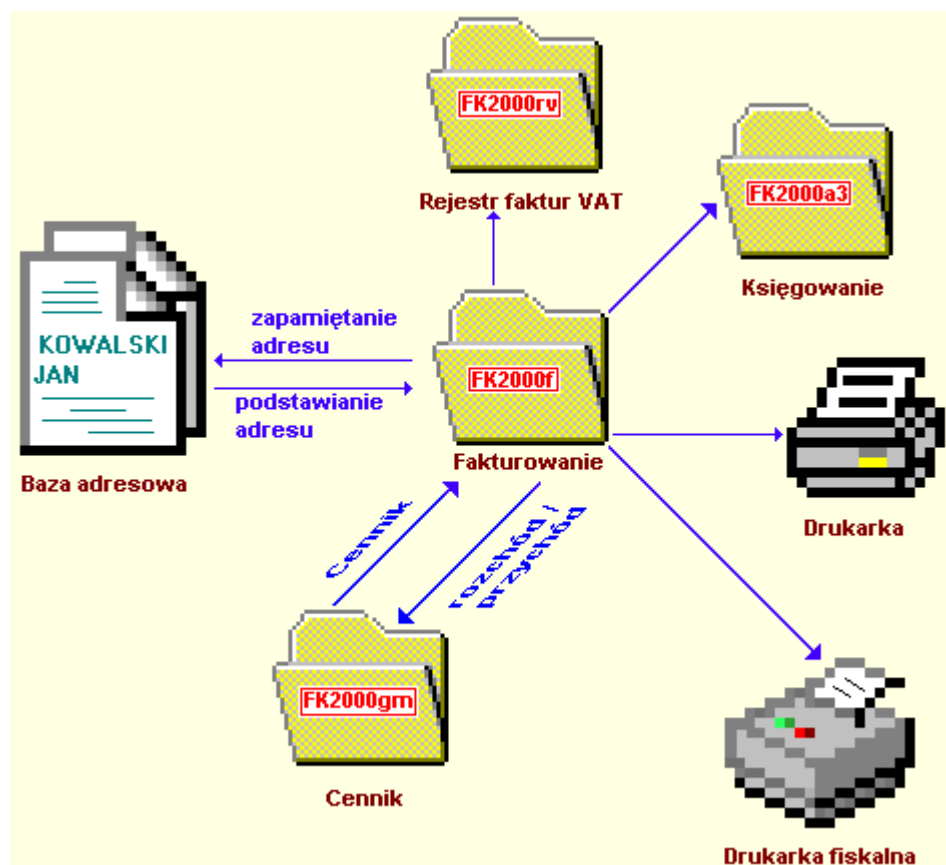 FK2000rv
Rejestr faktur VAT
FK2000a3
Księgowanie
KOWALSKI
JAN
Baza adresowa
zapamiętanie
adresu
podstawianie
adresu
FK2000f
Fakturowanie
Drukarka
Cennik
rozchód /
przychód
FK2000gm
Cennik
Drukarka fiskalna